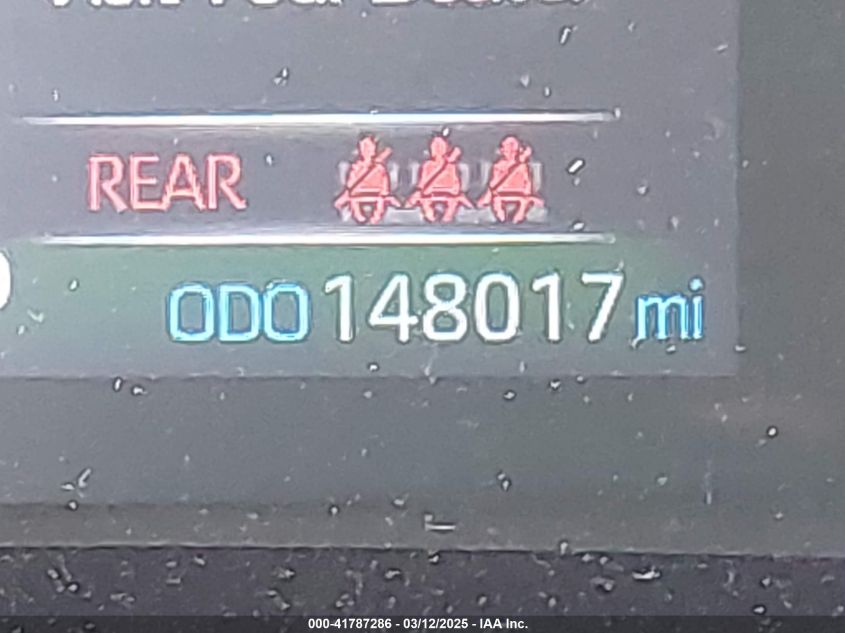 REAR
ODO 148017 mi
000-41787286 - 03/12/2025 - IAA Inc.